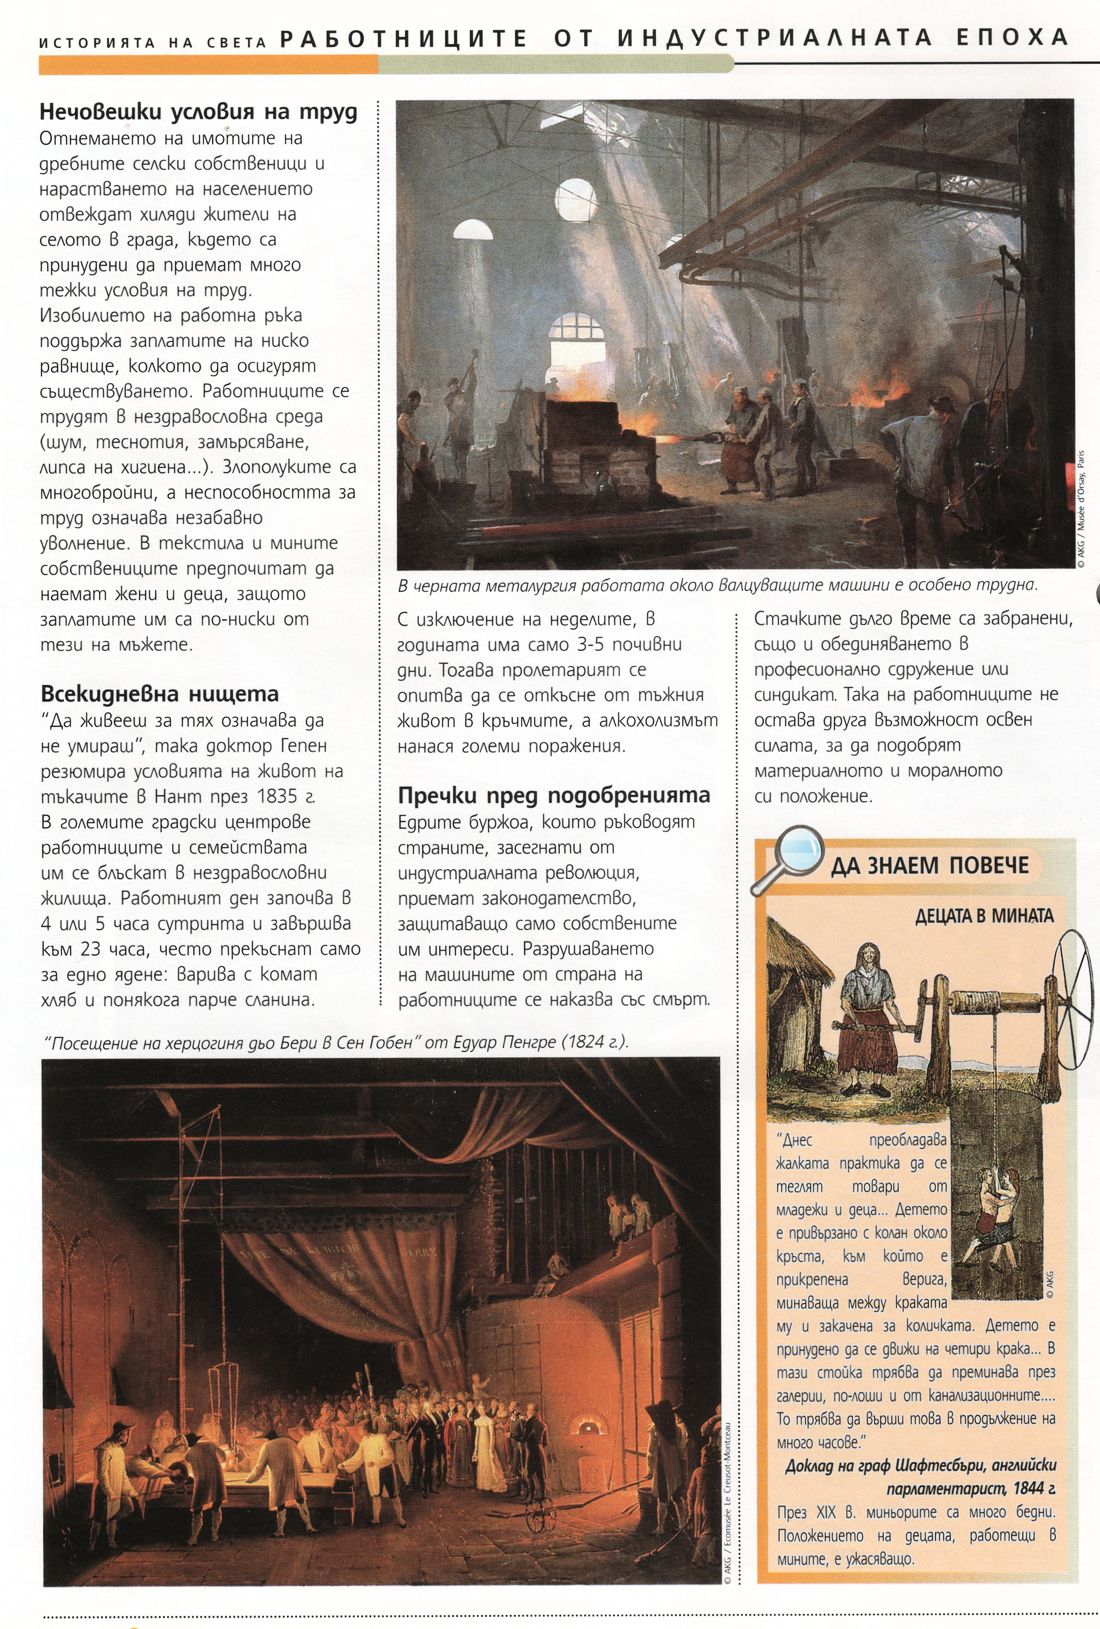 ИСТОРИЯТА НА СВЕТА РАБОТНИЦИТЕ ОТ ИНДУСТРИАЛНАТА ЕПОХА
Нечовешки условия на труд
Отнемането на имотите на
дребните селски собственици и
нарастването на населението
отвеждат хиляди жители на
селото в града, където са
принудени да приемат много
тежки условия на труд.
Изобилието на работна ръка
поддържа заплатите на ниско
равнище, колкото да осигурят
съществуването. Работниците се
трудят в нездравословна среда
(шум, теснотия, замърсяване,
липса на хигиена...). Злополуките са
многобройни, а неспособността за
труд означава незабавно
уволнение. В текстила и мините
собствениците предпочитат да
наемат жени и деца, защото
заплатите им са по-ниски от
тези на мъжете.
Всекидневна нищета
"Да живееш за тях означава да
не умираш", така доктор Гепен
резюмира условията на живот на
тъкачите в Нант през 1835 г.
В големите градски центрове
работниците и семействата
им се блъскат в нездравословни
жилища. Работният ден започва в
4 или 5 часа сутринта и завършва
към 23 часа, често прекъснат само
за едно ядене: варива с комат
хляб и понякога парче сланина.
© AKG / Musée d'Orsay, Paris
В черната металургия работата около валцуващите машини е особено трудна.
С изключение на неделите, в
годината има само 3-5 почивни
дни. Тогава пролетарият се
опитва да се откъсне от тъжния
живот в кръчмите, а алкохолизмът
нанася големи поражения.
Пречки пред подобренията
Едрите буржоа, които ръководят
страните, засегнати от
индустриалната революция,
приемат законодателство,
защитаващо само собствените
им интереси. Разрушаването
на машините от страна на
работниците се наказва със смърт.
Стачките дълго време са забранени,
също и обединяването в
професионално сдружение или
синдикат. Така на работниците не
остава друга възможност освен
силата, за да подобрят
материалното и моралното
си положение.
"Посещение на херцогиня дьо Бери в Сен Гобен" от Едуар Пенгре (1824 г.).
© AKG / Ecomusée Le Creusot-Montceau
ДА ЗНАЕМ ПОВЕЧЕ
ДЕЦАТА В МИНАТА
"Днес преобладава
жалката практика да се
теглят товари от
младежи и деца... Детето
е привързано с колан около
кръста, към който е
прикрепена верига,
минаваща между краката
му и закачена за количката. Детето е
принудено да се движи на четири крака... В
тази стойка трябва да преминава през
галерии, по-лоши и от канализационните....
То трябва да върши това в продължение на
много часове."
Доклад на граф Шафтесбъри, английски
парламентарист, 1844 г.
През XIX в. миньорите са много бедни.
Положението на децата, работещи в
мините, е ужасяващо.
© AKG